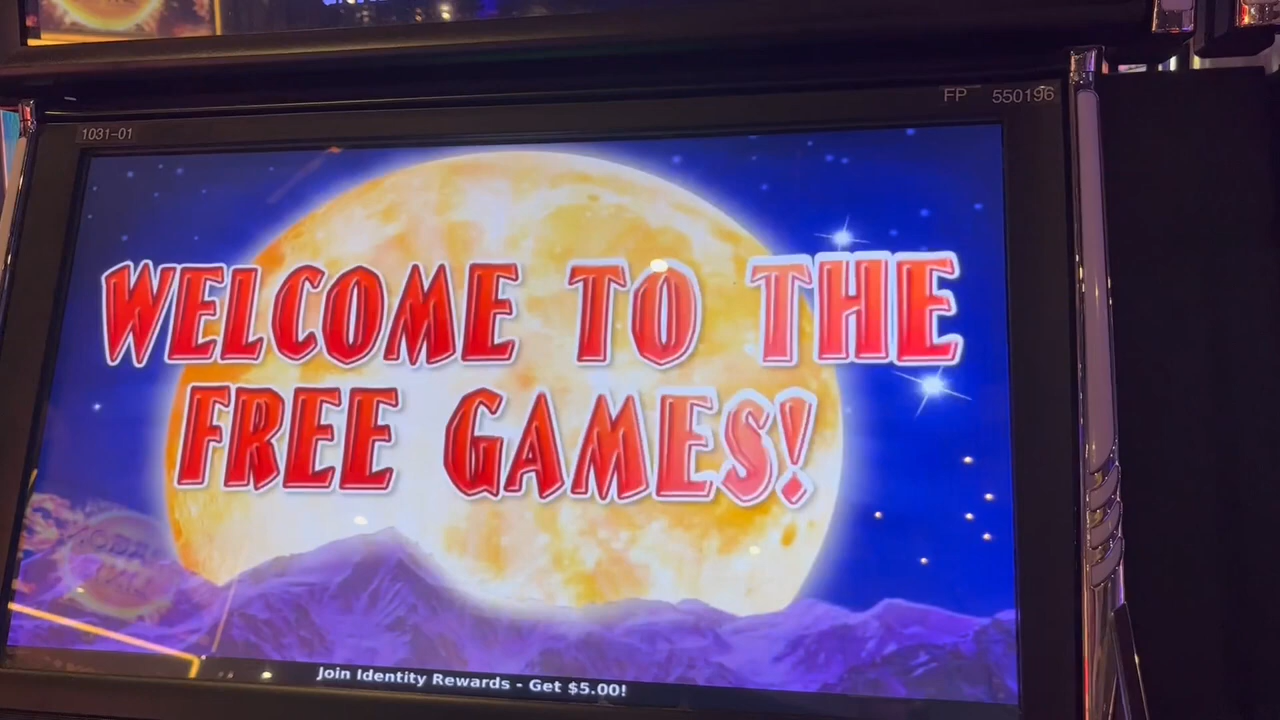 FP 550196
1031-01
WELCOME TO THE
FREE GAMES!
Join Identity Rewards - Get $5.00!